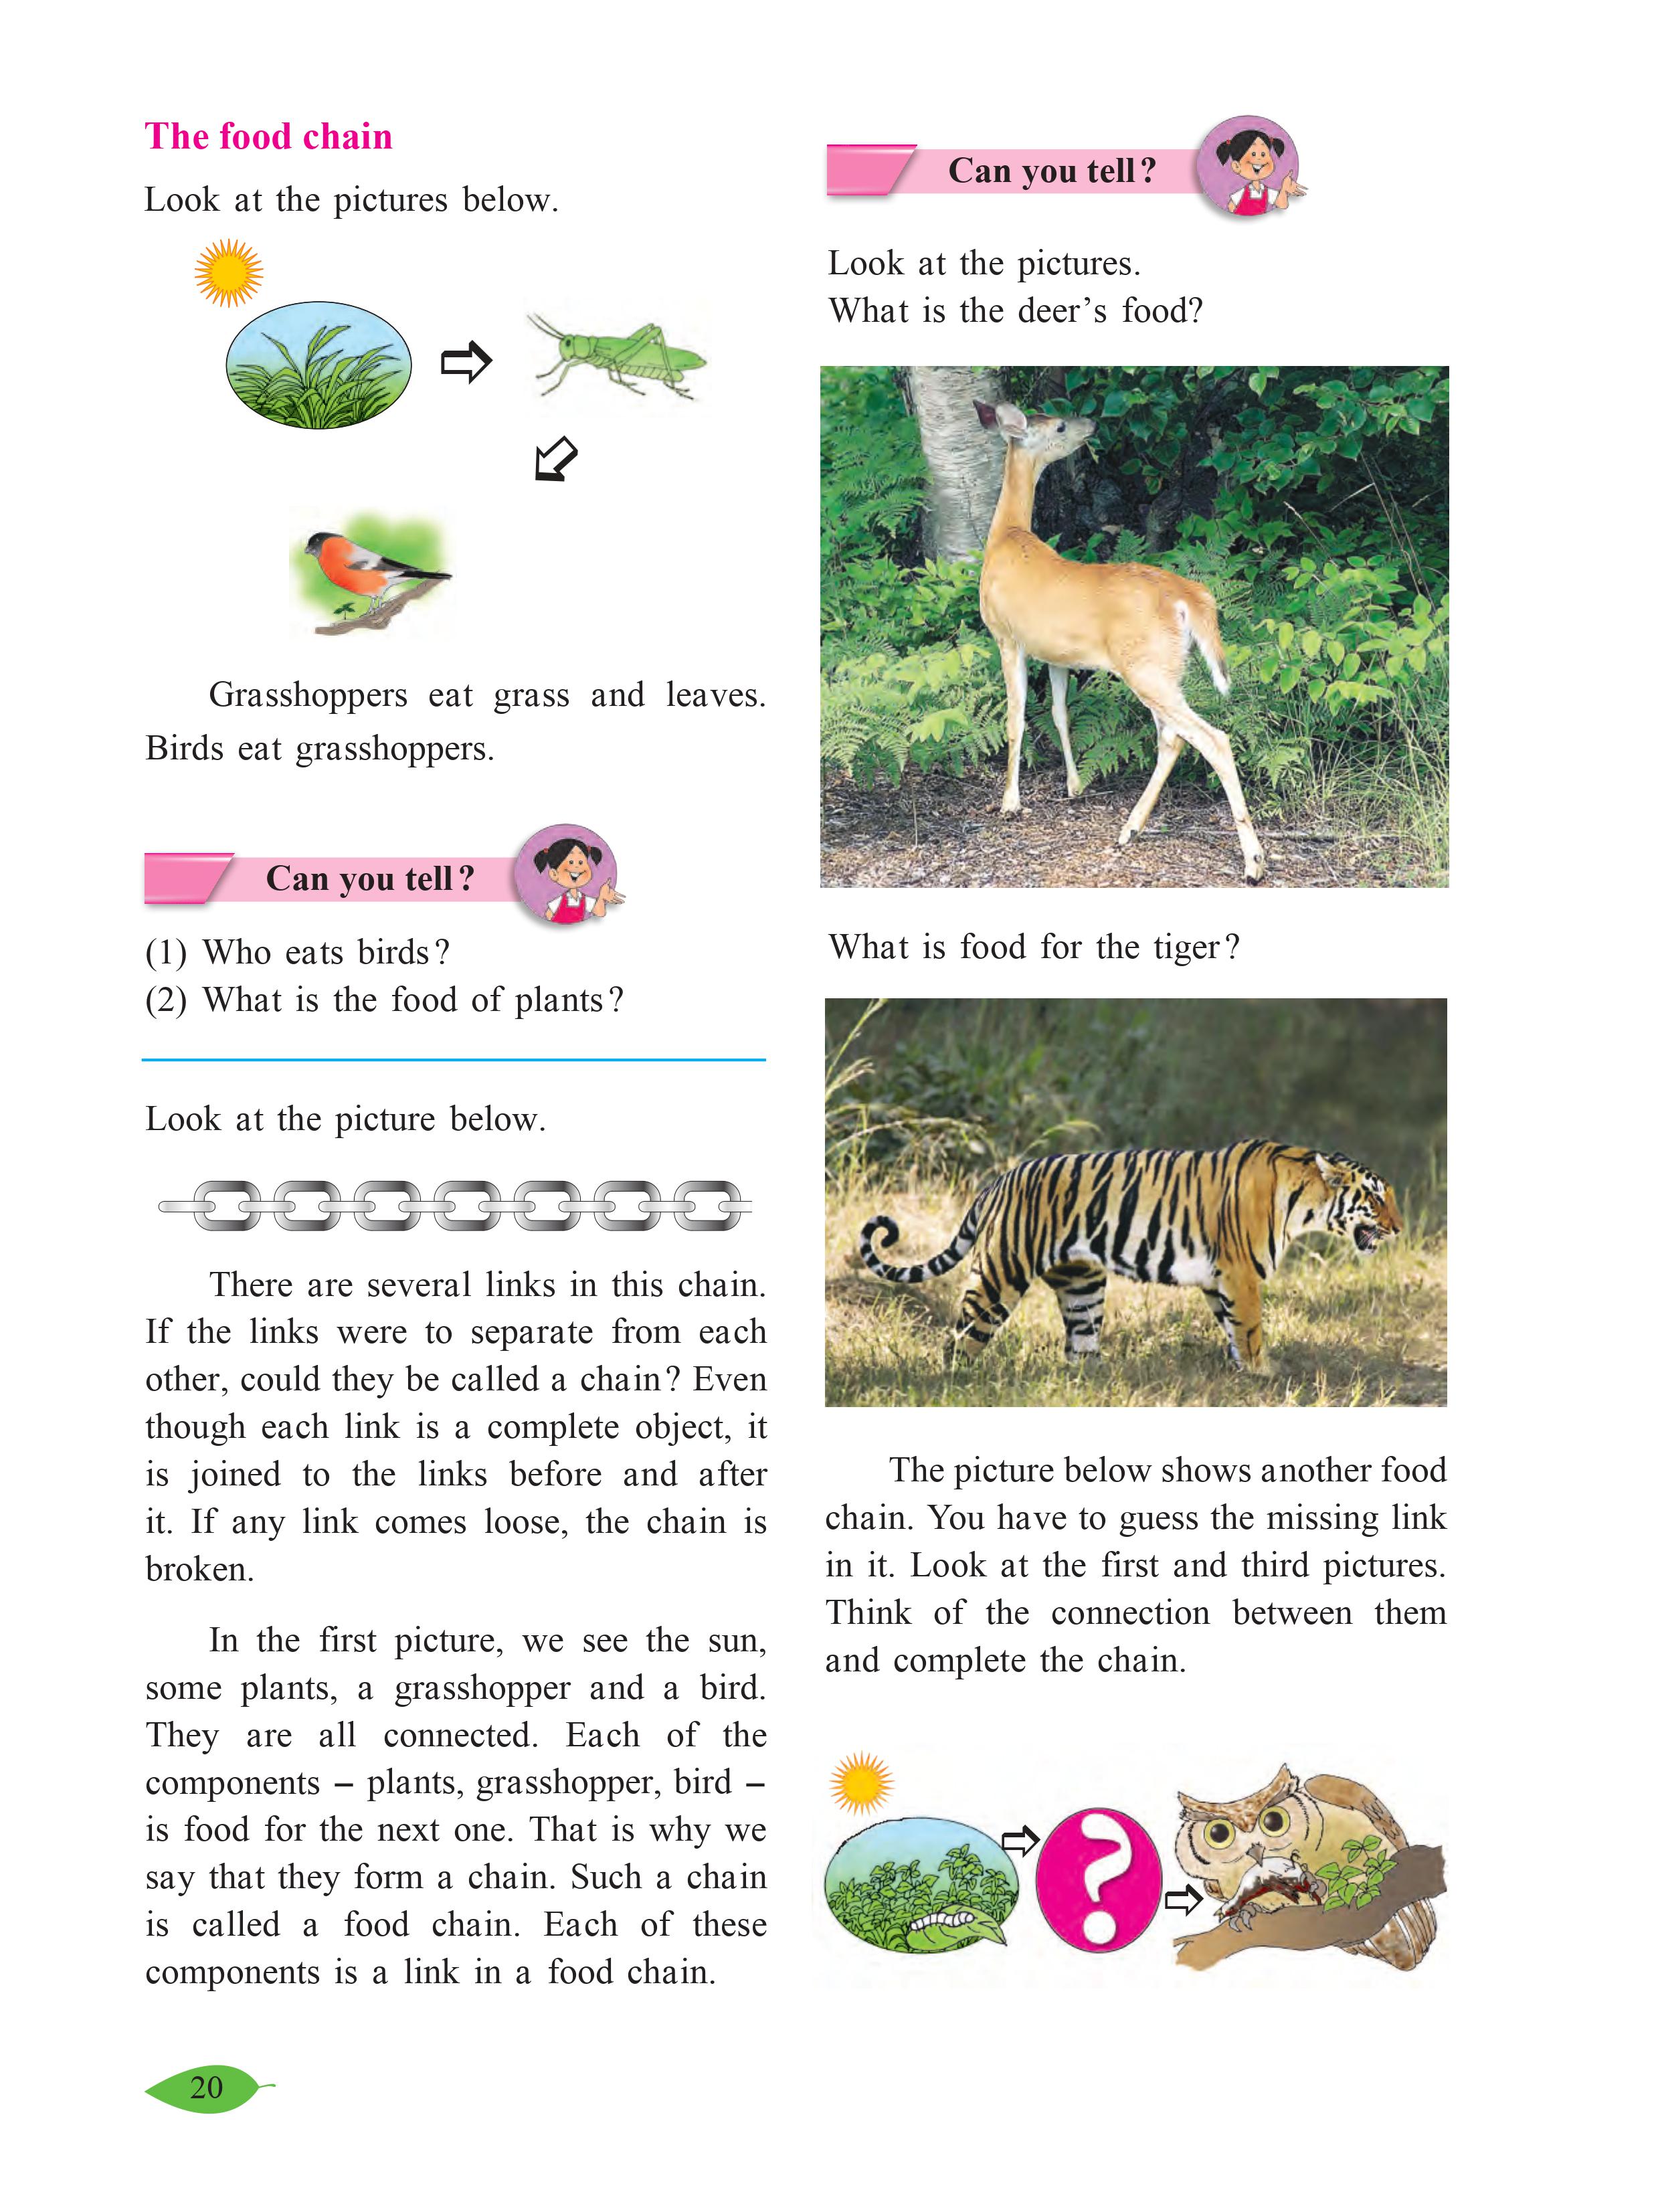 The food chain
Look at the pictures below.
Grasshoppers eat grass and leaves.
Birds eat grasshoppers.
Can you tell?
(1) Who eats birds?
(2) What is the food of plants?
Look at the picture below.
There are several links in this chain.
If the links were to separate from each
other, could they be called a chain? Even
though each link is a complete object, it
is joined to the links before and after
it. If any link comes loose, the chain is
broken.
In the first picture, we see the sun,
some plants, a grasshopper and a bird.
They are all connected. Each of the
components – plants, grasshopper, bird –
is food for the next one. That is why we
say that they form a chain. Such a chain
is called a food chain. Each of these
components is a link in a food chain.
Can you tell?
Look at the pictures.
What is the deer’s food?
What is food for the tiger?
The picture below shows another food
chain. You have to guess the missing link
in it. Look at the first and third pictures.
Think of the connection between them
and complete the chain.
?
20